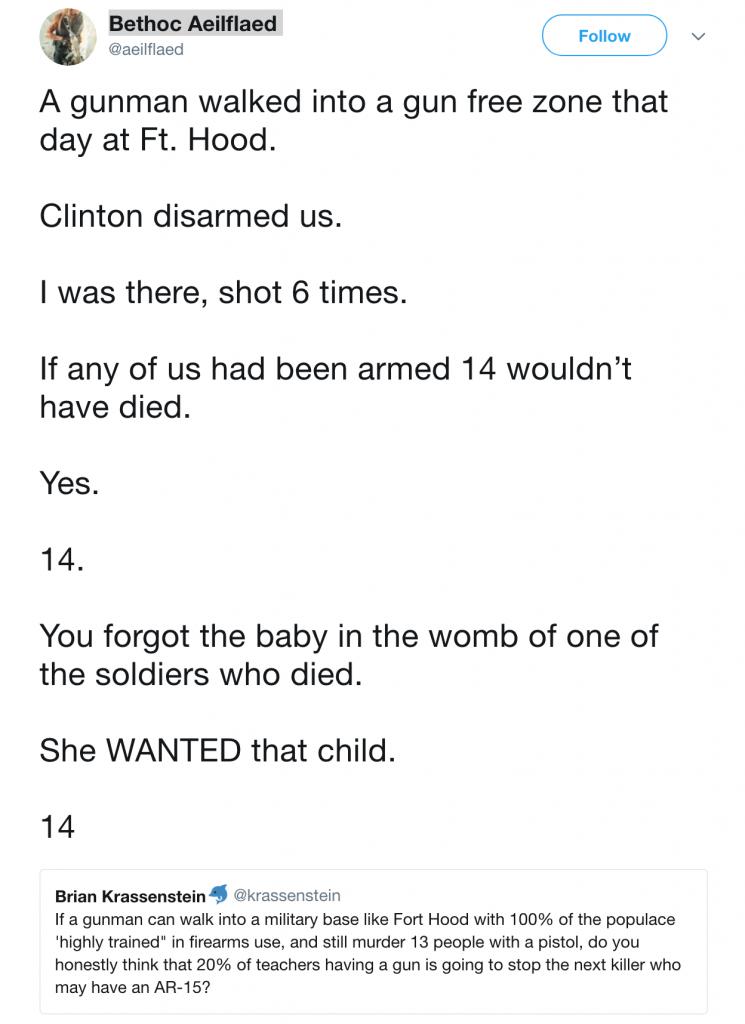 Bethoc Aeilflaed
@aeilflaed
Follow
A gunman walked into a gun free zone that
day at Ft. Hood.
Clinton disarmed us.
I was there, shot 6 times.
If any of us had been armed 14 wouldn’t
have died.
Yes.
14.
You forgot the baby in the womb of one of
the soldiers who died.
She WANTED that child.
14
Brian Krassenstein🐬 @krassenstein
If a gunman can walk into a military base like Fort Hood with 100% of the populace
'highly trained" in firearms use, and still murder 13 people with a pistol, do you
honestly think that 20% of teachers having a gun is going to stop the next killer who
may have an AR-15?